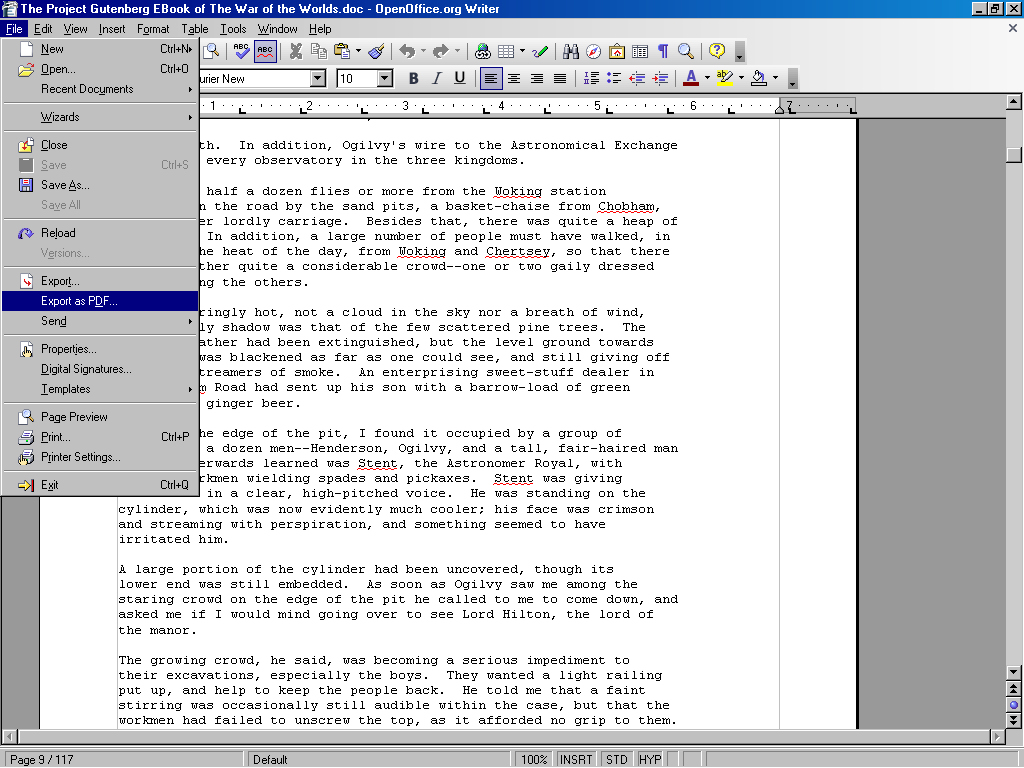 The Project Gutenberg EBook of The War of the Worlds.doc - OpenOffice.org Writer
File Edit View Insert Format Table Tools Window Help
New Ctrl+N
Open... Ctrl+O
Recent Documents
Wizards
Close
Save Ctrl+S
Save As...
Save All
Reload
Versions...
Export...
Export as PDF...
Send
Properties...
Digital Signatures...
Templates
Page Preview
Print... Ctrl+P
Printer Settings...
Exit Ctrl+Q
ABC ABC
urier New 10 B I U A ab
1 2 3 4 5 6 7
th. In addition, Ogilvy's wire to the Astronomical Exchange
every observatory in the three kingdoms.
half a dozen flies or more from the Woking station
n the road by the sand pits, a basket-chaise from Chobham,
er lordly carriage. Besides that, there was quite a heap of
In addition, a large number of people must have walked, in
he heat of the day, from Woking and Chertsey, so that there
ther quite a considerable crowd--one or two gaily dressed
ng the others.
ringly hot, not a cloud in the sky nor a breath of wind,
ly shadow was that of the few scattered pine trees. The
ather had been extinguished, but the level ground towards
was blackened as far as one could see, and still giving off
treamers of smoke. An enterprising sweet-stuff dealer in
m Road had sent up his son with a barrow-load of green
ginger beer.
he edge of the pit, I found it occupied by a group of
a dozen men--Henderson, Ogilvy, and a tall, fair-haired man
erwards learned was Stent, the Astronomer Royal, with
rkmen wielding spades and pickaxes. Stent was giving
in a clear, high-pitched voice. He was standing on the
cylinder, which was now evidently much cooler; his face was crimson
and streaming with perspiration, and something seemed to have
irritated him.
A large portion of the cylinder had been uncovered, though its
lower end was still embedded. As soon as Ogilvy saw me among the
staring crowd on the edge of the pit he called to me to come down, and
asked me if I would mind going over to see Lord Hilton, the lord of
the manor.
The growing crowd, he said, was becoming a serious impediment to
their excavations, especially the boys. They wanted a light railing
put up, and help to keep the people back. He told me that a faint
stirring was occasionally still audible within the case, but that the
workmen had failed to unscrew the top, as it afforded no grip to them.
Page 9 / 117 Default 100% INSRT STD HYP